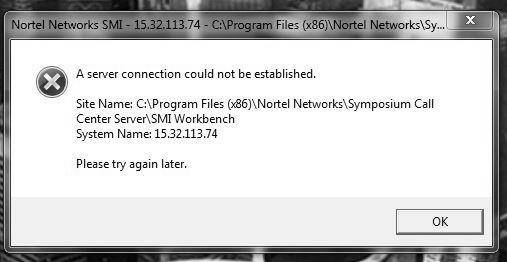 Nortel Networks SMI - 15.32.113.74 - C:\Program Files (x86)\Nortel Networks\Sy...
A server connection could not be established.
Site Name: C:\Program Files (x86)\Nortel Networks\Symposium Call
Center Server\SMI Workbench
System Name: 15.32.113.74
Please try again later.
OK